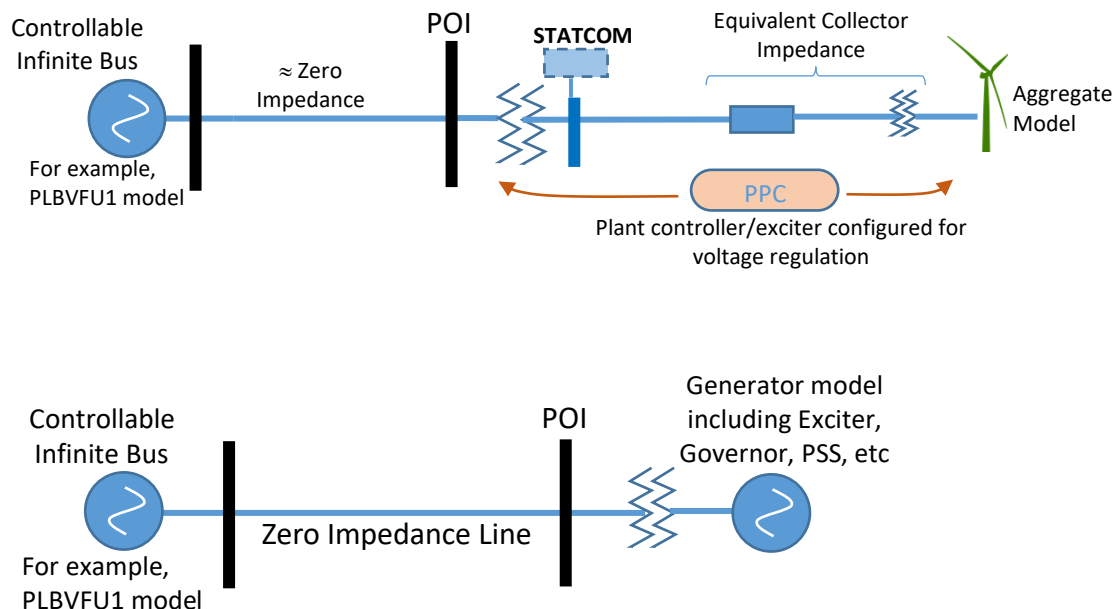 Controllable
Infinite Bus
For example,
PLBVFU1 model
≈ Zero
Impedance
POI
STATCOM
Equivalent Collector
Impedance
Aggregate
Model
PPC
Plant controller/exciter configured for
voltage regulation
Controllable
Infinite Bus
For example,
PLBVFU1 model
Zero Impedance Line
POI
Generator model
including Exciter,
Governor, PSS, etc